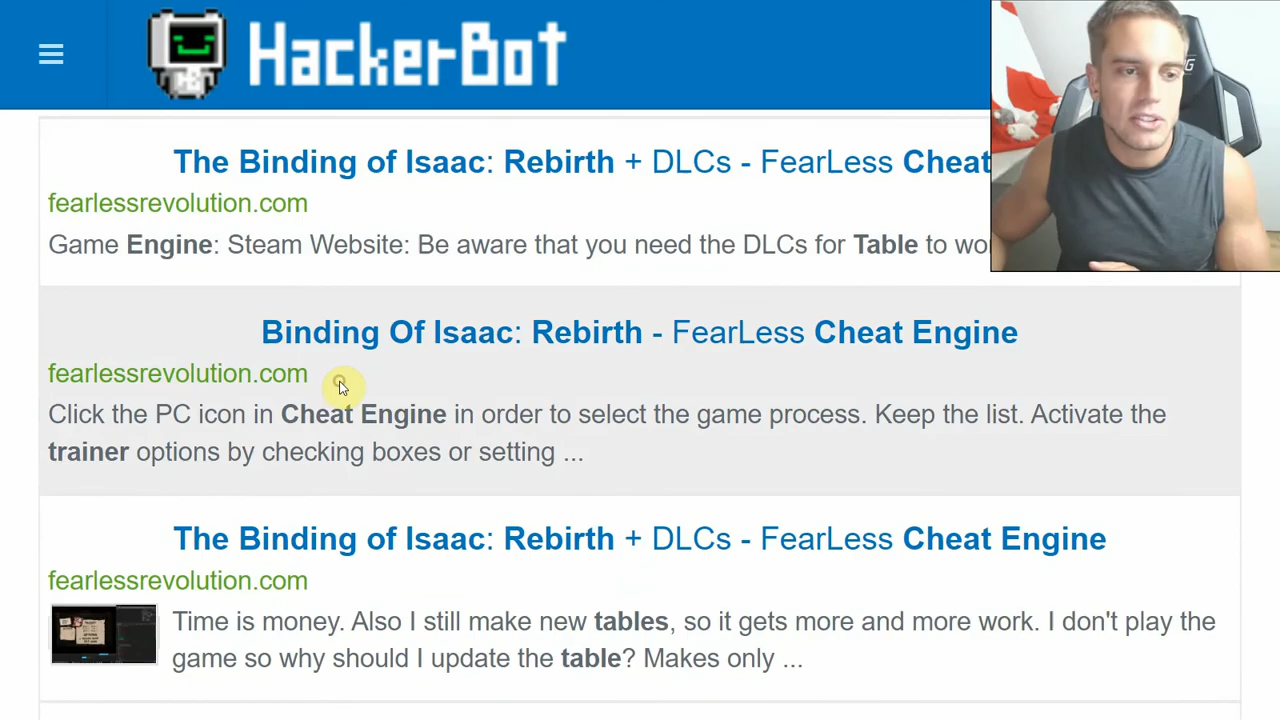 HackerBot
The Binding of Isaac: Rebirth + DLCs - FearLess Cheat
fearlessrevolution.com
Game Engine: Steam Website: Be aware that you need the DLCs for Table to wo
Binding Of Isaac: Rebirth - FearLess Cheat Engine
fearlessrevolution.com
Click the PC icon in Cheat Engine in order to select the game process. Keep the list. Activate the
trainer options by checking boxes or setting ...
The Binding of Isaac: Rebirth + DLCs - FearLess Cheat Engine
fearlessrevolution.com
Time is money. Also I still make new tables, so it gets more and more work. I don't play the
game so why should I update the table? Makes only ...